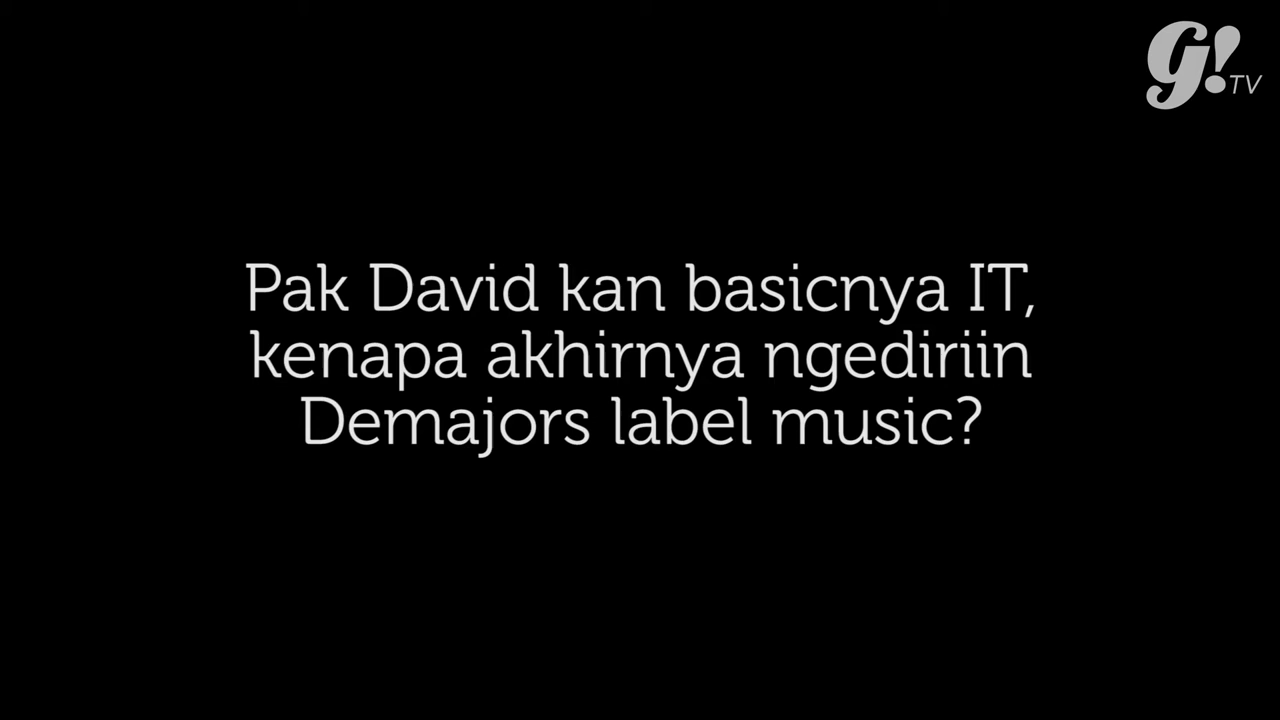 G!TV
Pak David kan basicnya IT,
kenapa akhirnya ngediriin
Demajors label music?